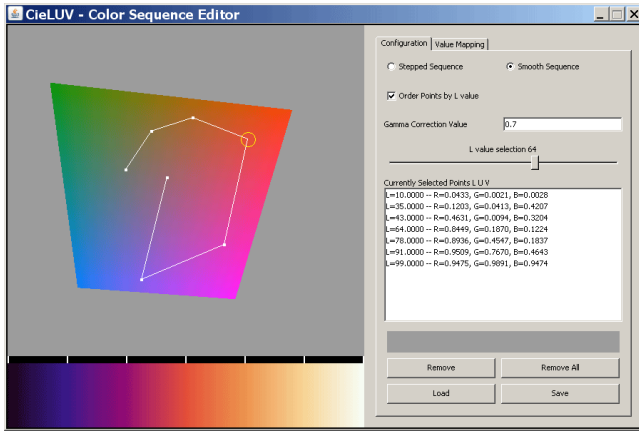 CieLUV - Color Sequence Editor
Configuration Value Mapping
Stepped Sequence Smooth Sequence
Order Points by L value
Gamma Correction Value 0.7
L value selection 64
Currently Selected Points L U V
L=10.0000 -- R=0.0433, G=0.0021, B=0.0028
L=35.0000 -- R=0.1203, G=0.0413, B=0.4207
L=43.0000 -- R=0.4631, G=0.0094, B=0.3204
L=64.0000 -- R=0.8449, G=0.1870, B=0.1224
L=78.0000 -- R=0.8936, G=0.4547, B=0.1837
L=91.0000 -- R=0.9509, G=0.7670, B=0.4643
L=99.0000 -- R=0.9475, G=0.9891, B=0.9474
Remove Remove All
Load Save